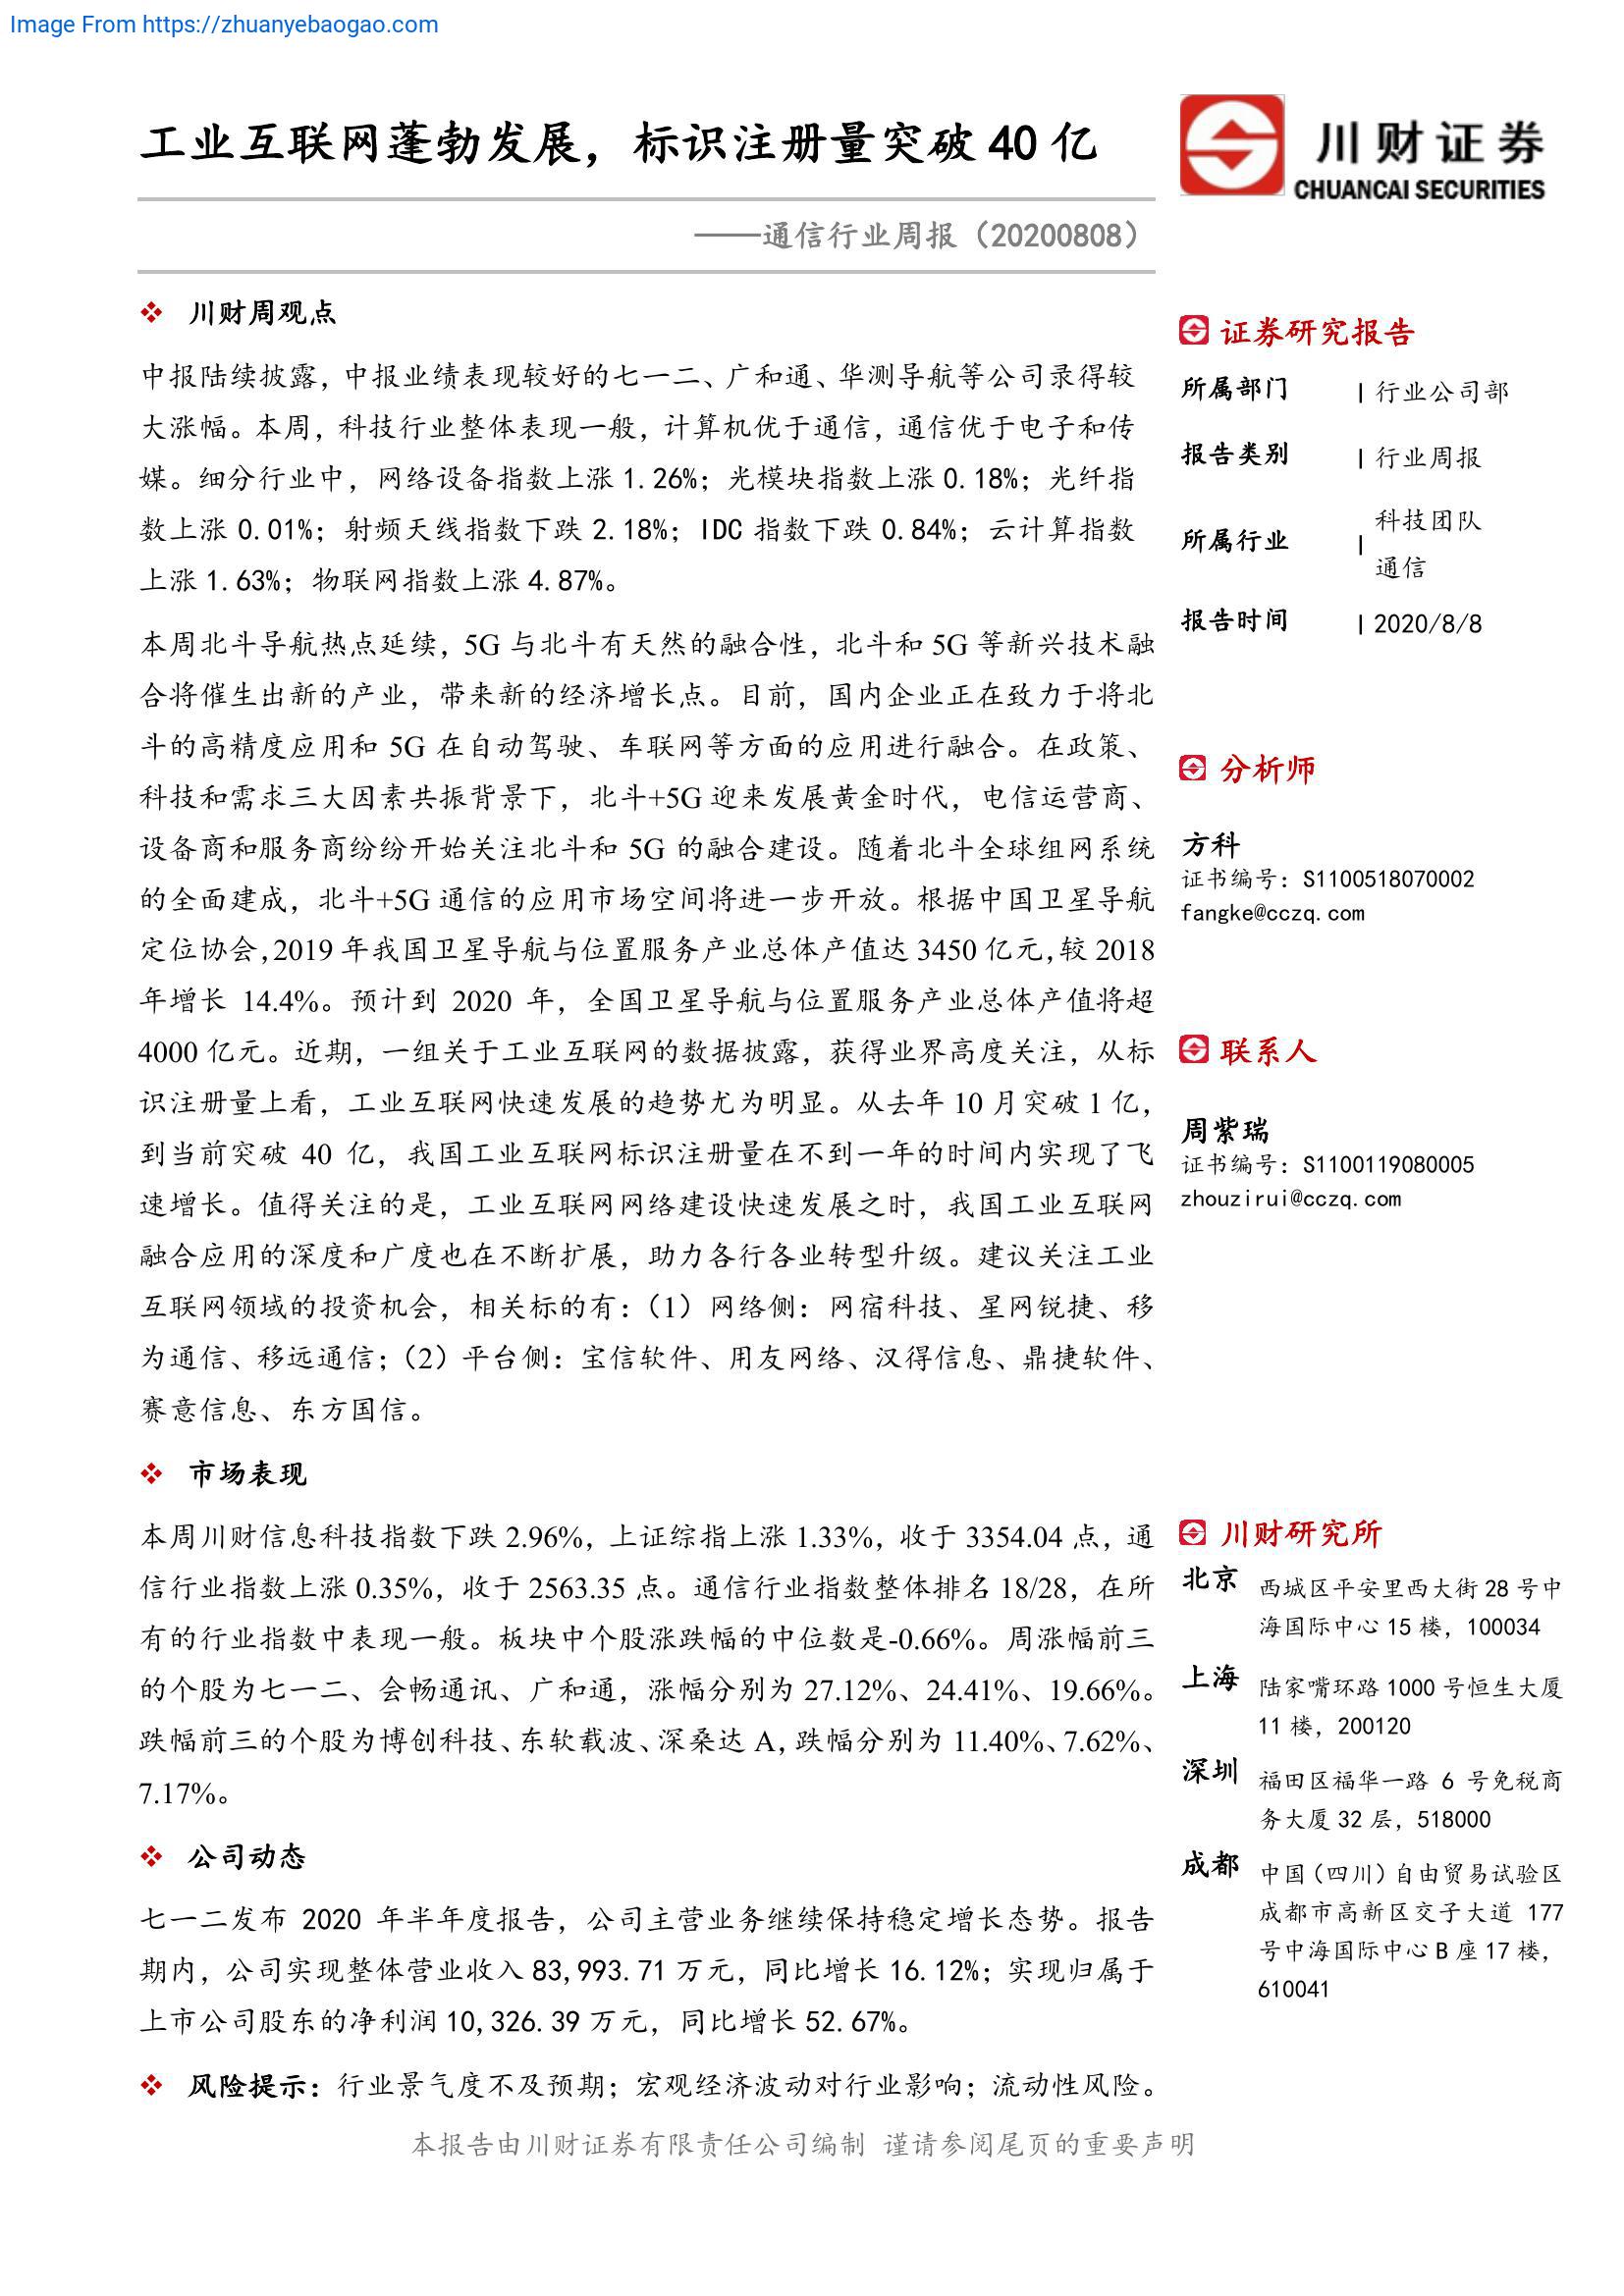 Image From https://zhuanyebaogao.com
工业互联网蓬勃发展，标识注册量突破 40 亿
——通信行业周报（20200808）
川财证券
CHUANCAI SECURITIES
❖ 川财周观点
中报陆续披露，中报业绩表现较好的七一二、广和通、华测导航等公司录得较
大涨幅。本周，科技行业整体表现一般，计算机优于通信，通信优于电子和传
媒。细分行业中，网络设备指数上涨 1.26%；光模块指数上涨 0.18%；光纤指
数上涨 0.01%；射频天线指数下跌 2.18%；IDC 指数下跌 0.84%；云计算指数
上涨 1.63%；物联网指数上涨 4.87%。
本周北斗导航热点延续，5G 与北斗有天然的融合性，北斗和 5G 等新兴技术融
合将催生出新的产业，带来新的经济增长点。目前，国内企业正在致力于将北
斗的高精度应用和 5G 在自动驾驶、车联网等方面的应用进行融合。在政策、
科技和需求三大因素共振背景下，北斗+5G 迎来发展黄金时代，电信运营商、
设备商和服务商纷纷开始关注北斗和 5G 的融合建设。随着北斗全球组网系统
的全面建成，北斗+5G 通信的应用市场空间将进一步开放。根据中国卫星导航
定位协会，2019 年我国卫星导航与位置服务产业总体产值达 3450 亿元，较 2018
年增长 14.4%。预计到 2020 年，全国卫星导航与位置服务产业总体产值将超
4000 亿元。近期，一组关于工业互联网的数据披露，获得业界高度关注，从标
识注册量上看，工业互联网快速发展的趋势尤为明显。从去年 10 月突破 1 亿，
到当前突破 40 亿，我国工业互联网标识注册量在不到一年的时间内实现了飞
速增长。值得关注的是，工业互联网网络建设快速发展之时，我国工业互联网
融合应用的深度和广度也在不断扩展，助力各行各业转型升级。建议关注工业
互联网领域的投资机会，相关标的有：（1）网络侧：网宿科技、星网锐捷、移
为通信、移远通信；（2）平台侧：宝信软件、用友网络、汉得信息、鼎捷软件、
赛意信息、东方国信。
❖ 市场表现
本周川财信息科技指数下跌 2.96%，上证综指上涨 1.33%，收于 3354.04 点，通
信行业指数上涨 0.35%，收于 2563.35 点。通信行业指数整体排名 18/28，在所
有的行业指数中表现一般。板块中个股涨跌幅的中位数是-0.66%。周涨幅前三
的个股为七一二、会畅通讯、广和通，涨幅分别为 27.12%、24.41%、19.66%。
跌幅前三的个股为博创科技、东软载波、深桑达 A，跌幅分别为 11.40%、7.62%、
7.17%。
❖ 公司动态
七一二发布 2020 年半年度报告，公司主营业务继续保持稳定增长态势。报告
期内，公司实现整体营业收入 83,993.71 万元，同比增长 16.12%；实现归属于
上市公司股东的净利润 10,326.39 万元，同比增长 52.67%。
❖ 风险提示：行业景气度不及预期；宏观经济波动对行业影响；流动性风险。
证券研究报告
所属部门 | 行业公司部
报告类别 | 行业周报
所属行业 | 科技团队
通信
报告时间 | 2020/8/8
分析师
方科
证书编号：S1100518070002
fangke@cczq.com
联系人
周紫瑞
证书编号：S1100119080005
zhouzirui@cczq.com
川财研究所
北京 西城区平安里西大街 28 号中
海国际中心 15 楼，100034
上海 陆家嘴环路 1000 号恒生大厦
11 楼，200120
深圳 福田区福华一路 6 号免税商
务大厦 32 层，518000
成都 中国（四川）自由贸易试验区
成都市高新区交子大道 177
号中海国际中心 B 座 17 楼，
610041
本报告由川财证券有限责任公司编制 谨请参阅尾页的重要声明